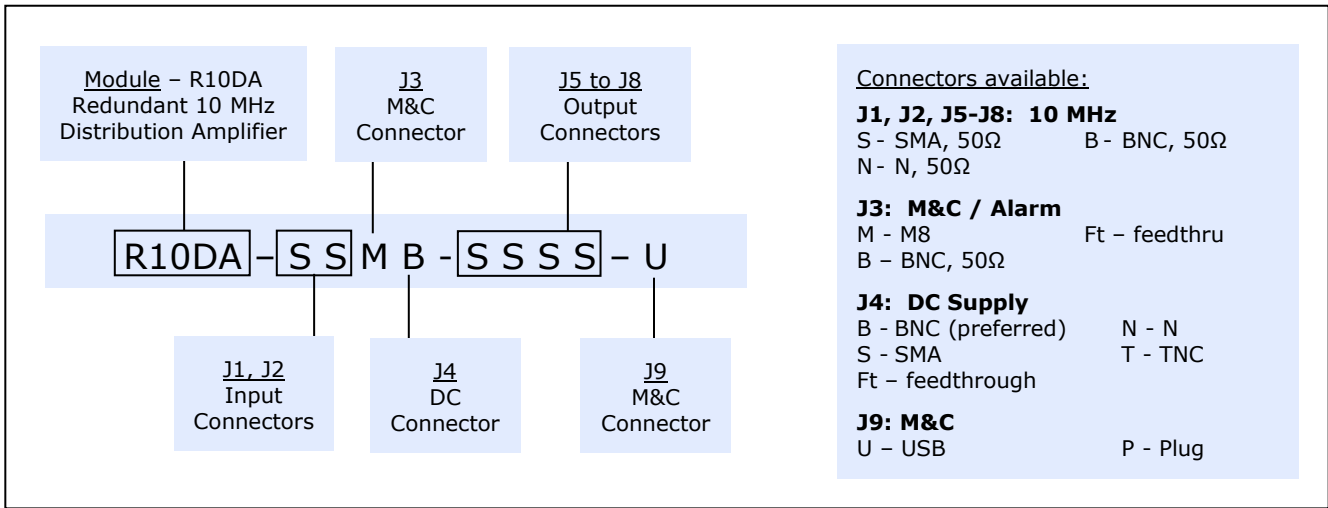 Module – R10DA
Redundant 10 MHz
Distribution Amplifier
J3
M&C
Connector
J5 to J8
Output
Connectors
R10DA – S S M B - S S S S – U
J1, J2
Input
Connectors
J4
DC
Connector
J9
M&C
Connector
Connectors available:
J1, J2, J5-J8: 10 MHz
S - SMA, 50Ω B - BNC, 50Ω
N - N, 50Ω
J3: M&C / Alarm
M - M8 Ft – feedthru
B – BNC, 50Ω
J4: DC Supply
B - BNC (preferred) N - N
S - SMA T - TNC
Ft – feedthrough
J9: M&C
U – USB P - Plug